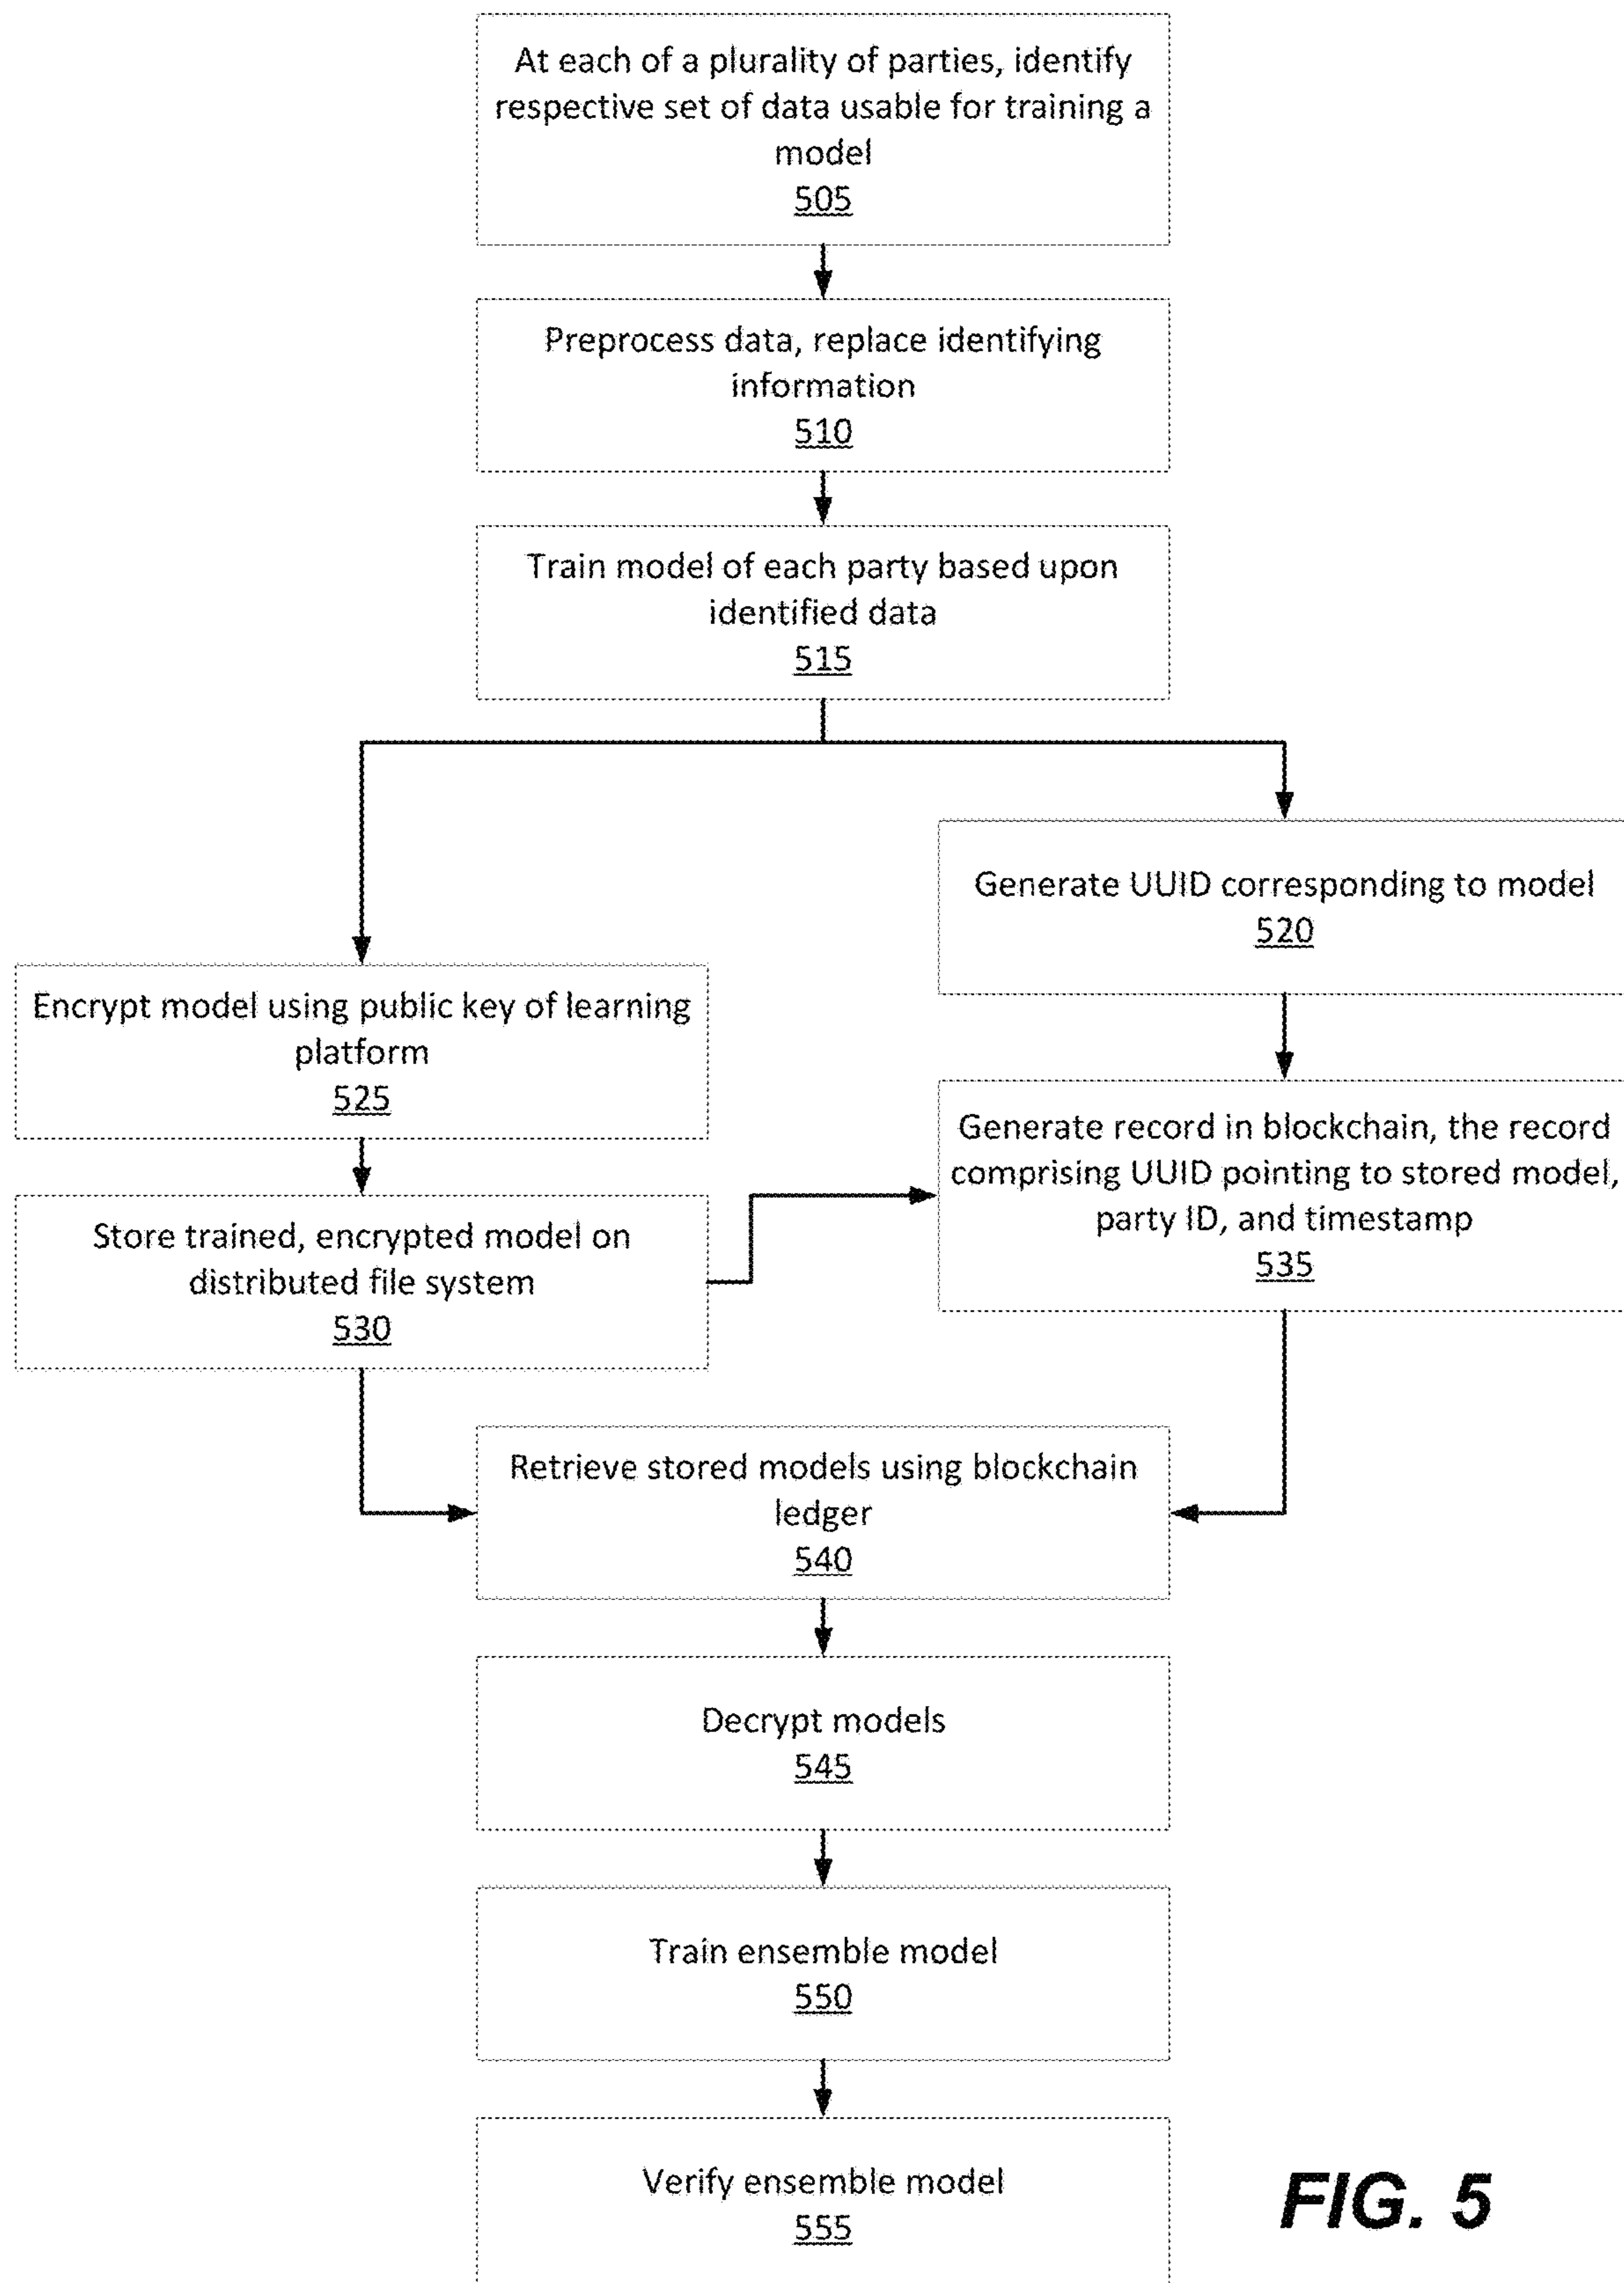 At each of a plurality of parties, identify
respective set of data usable for training a
model
505
Preprocess data, replace identifying
information
510
Train model of each party based upon
identified data
515
Generate UUID corresponding to model
520
Encrypt model using public key of learning
platform
525
Generate record in blockchain, the record
comprising UUID pointing to stored model,
party ID, and timestamp
535
Store trained, encrypted model on
distributed file system
530
Retrieve stored models using blockchain
ledger
540
Decrypt models
545
Train ensemble model
550
Verify ensemble model
555
FIG. 5